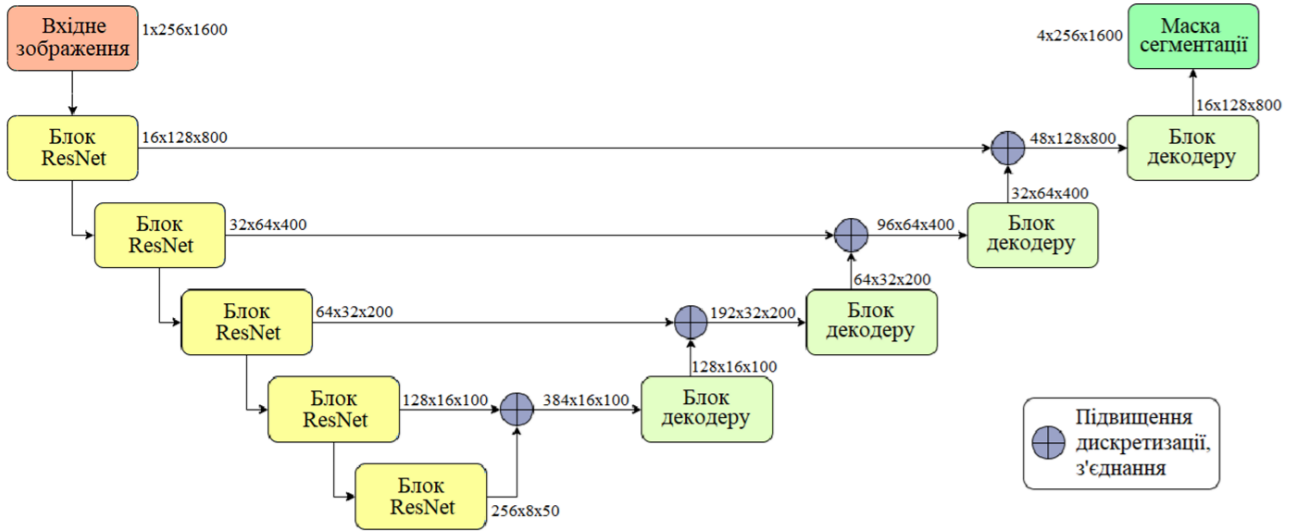 Вхідне
зображення
1x256x1600
4x256x1600
Маска
сегментації
16x128x800
Блок
ResNet
16x128x800
48x128x800
Блок
декодеру
32x64x400
Блок
ResNet
32x64x400
96x64x400
Блок
декодеру
64x32x200
Блок
ResNet
64x32x200
192x32x200
Блок
декодеру
128x16x100
Блок
ResNet
128x16x100
384x16x100
Блок
декодеру
Блок
ResNet
256x8x50
Підвищення
дискретизації,
з'єднання